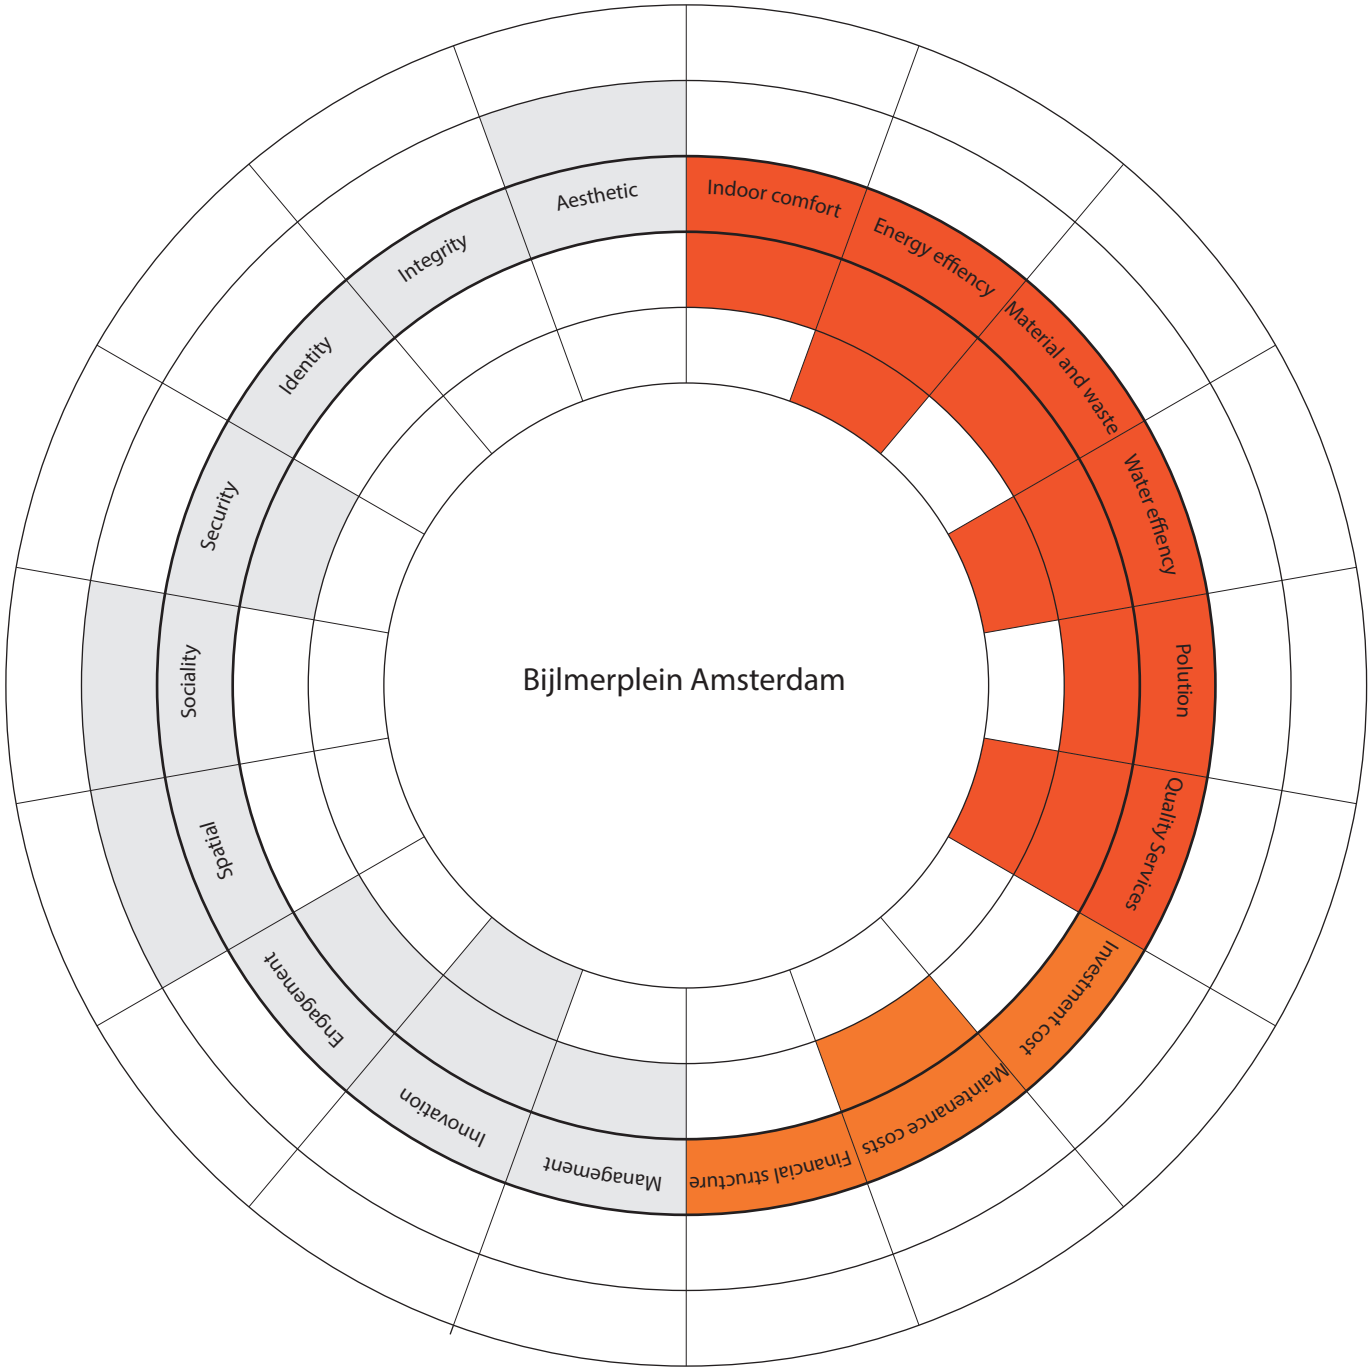 Indoor comfort
Energy effiency
Material and waste
Water effiency
Polution
Quality Services
Investment cost
Maintenance costs
Financial structure
Management
Innovation
Engagement
Spatial
Sociality
Security
Identity
Integrity
Aesthetic
Bijlmerplein Amsterdam